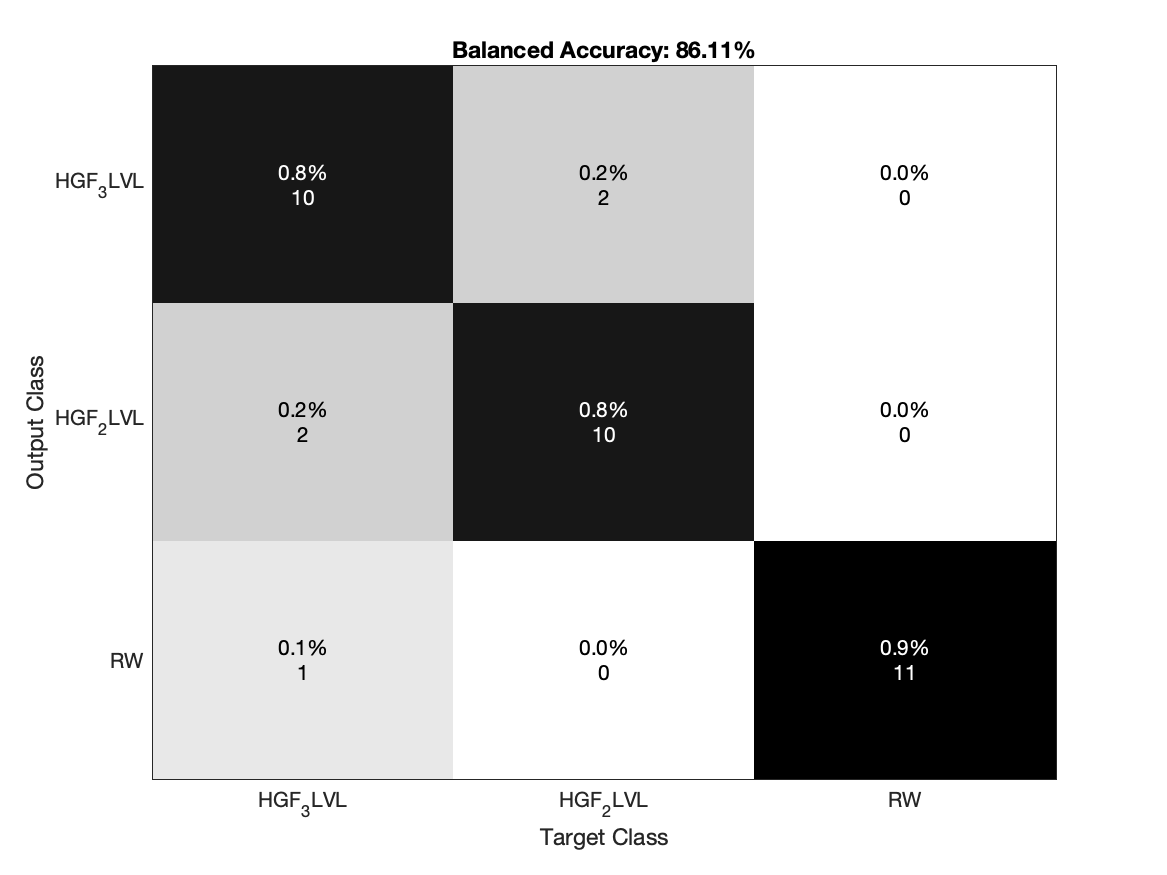 Balanced Accuracy: 86.11%
HGF3LVL
0.8%
10
0.2%
2
0.0%
0
HGF2LVL
0.2%
2
0.8%
10
0.0%
0
RW
0.1%
1
0.0%
0
0.9%
11
Output Class
HGF3LVL
HGF2LVL
RW
Target Class